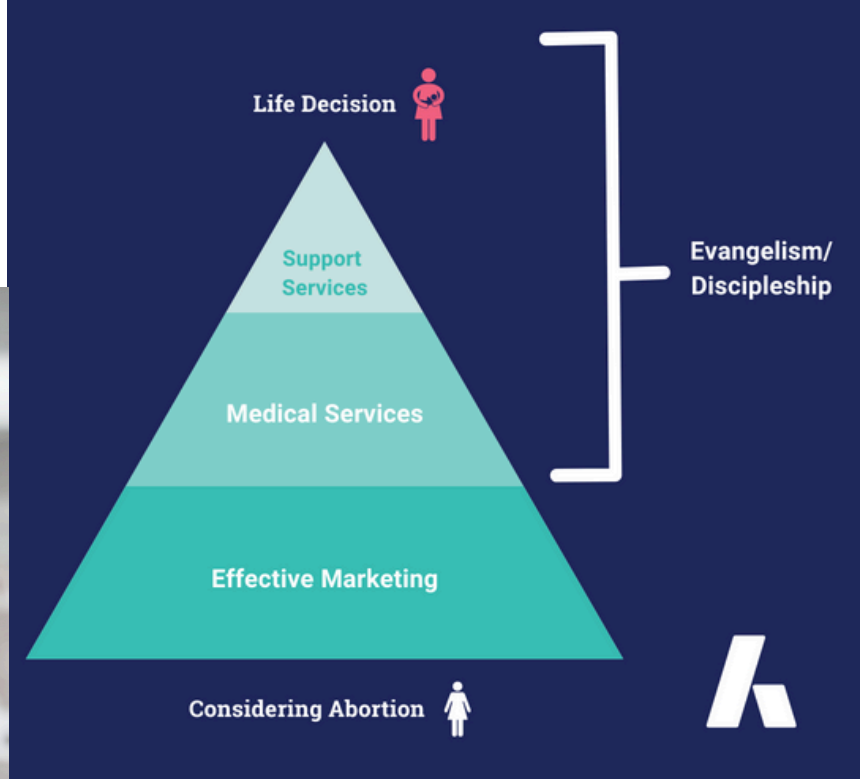 Life Decision
Support
Services
Evangelism/
Discipleship
Medical Services
Effective Marketing
Considering Abortion